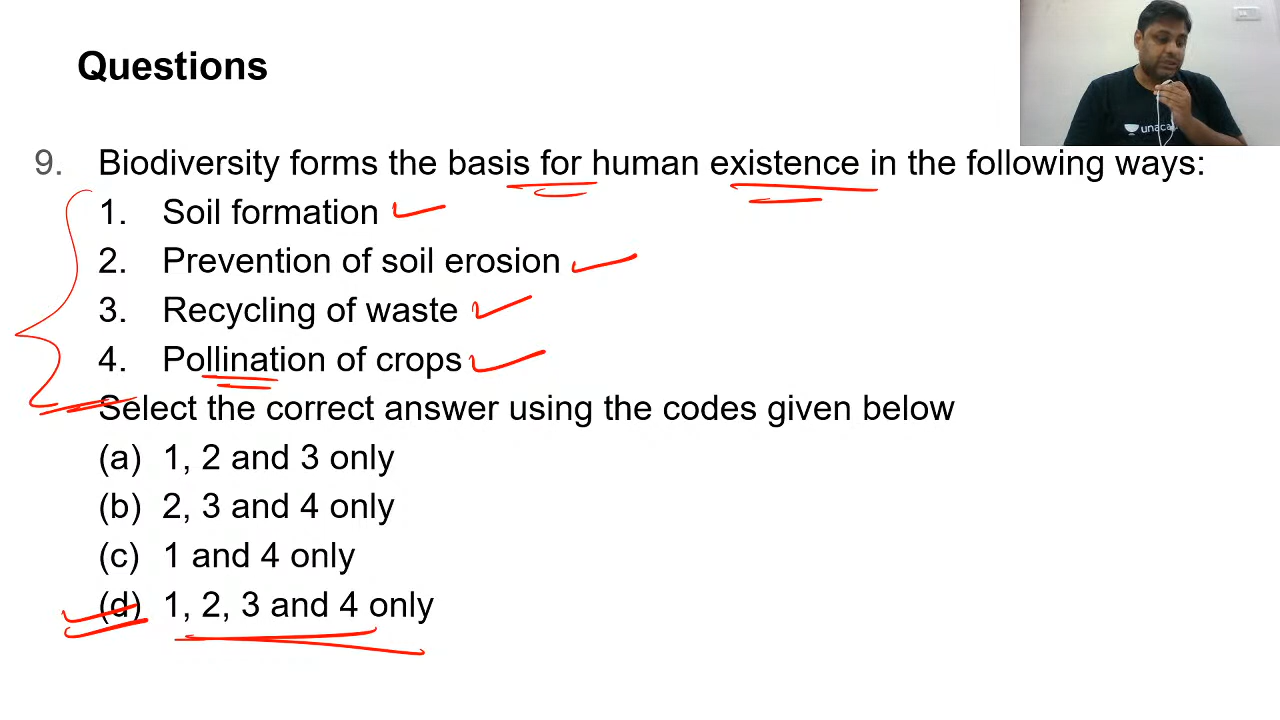 Questions
9. Biodiversity forms the basis for human existence in the following ways:
1. Soil formation
2. Prevention of soil erosion
3. Recycling of waste
4. Pollination of crops
Select the correct answer using the codes given below
(a) 1, 2 and 3 only
(b) 2, 3 and 4 only
(c) 1 and 4 only
(d) 1, 2, 3 and 4 only